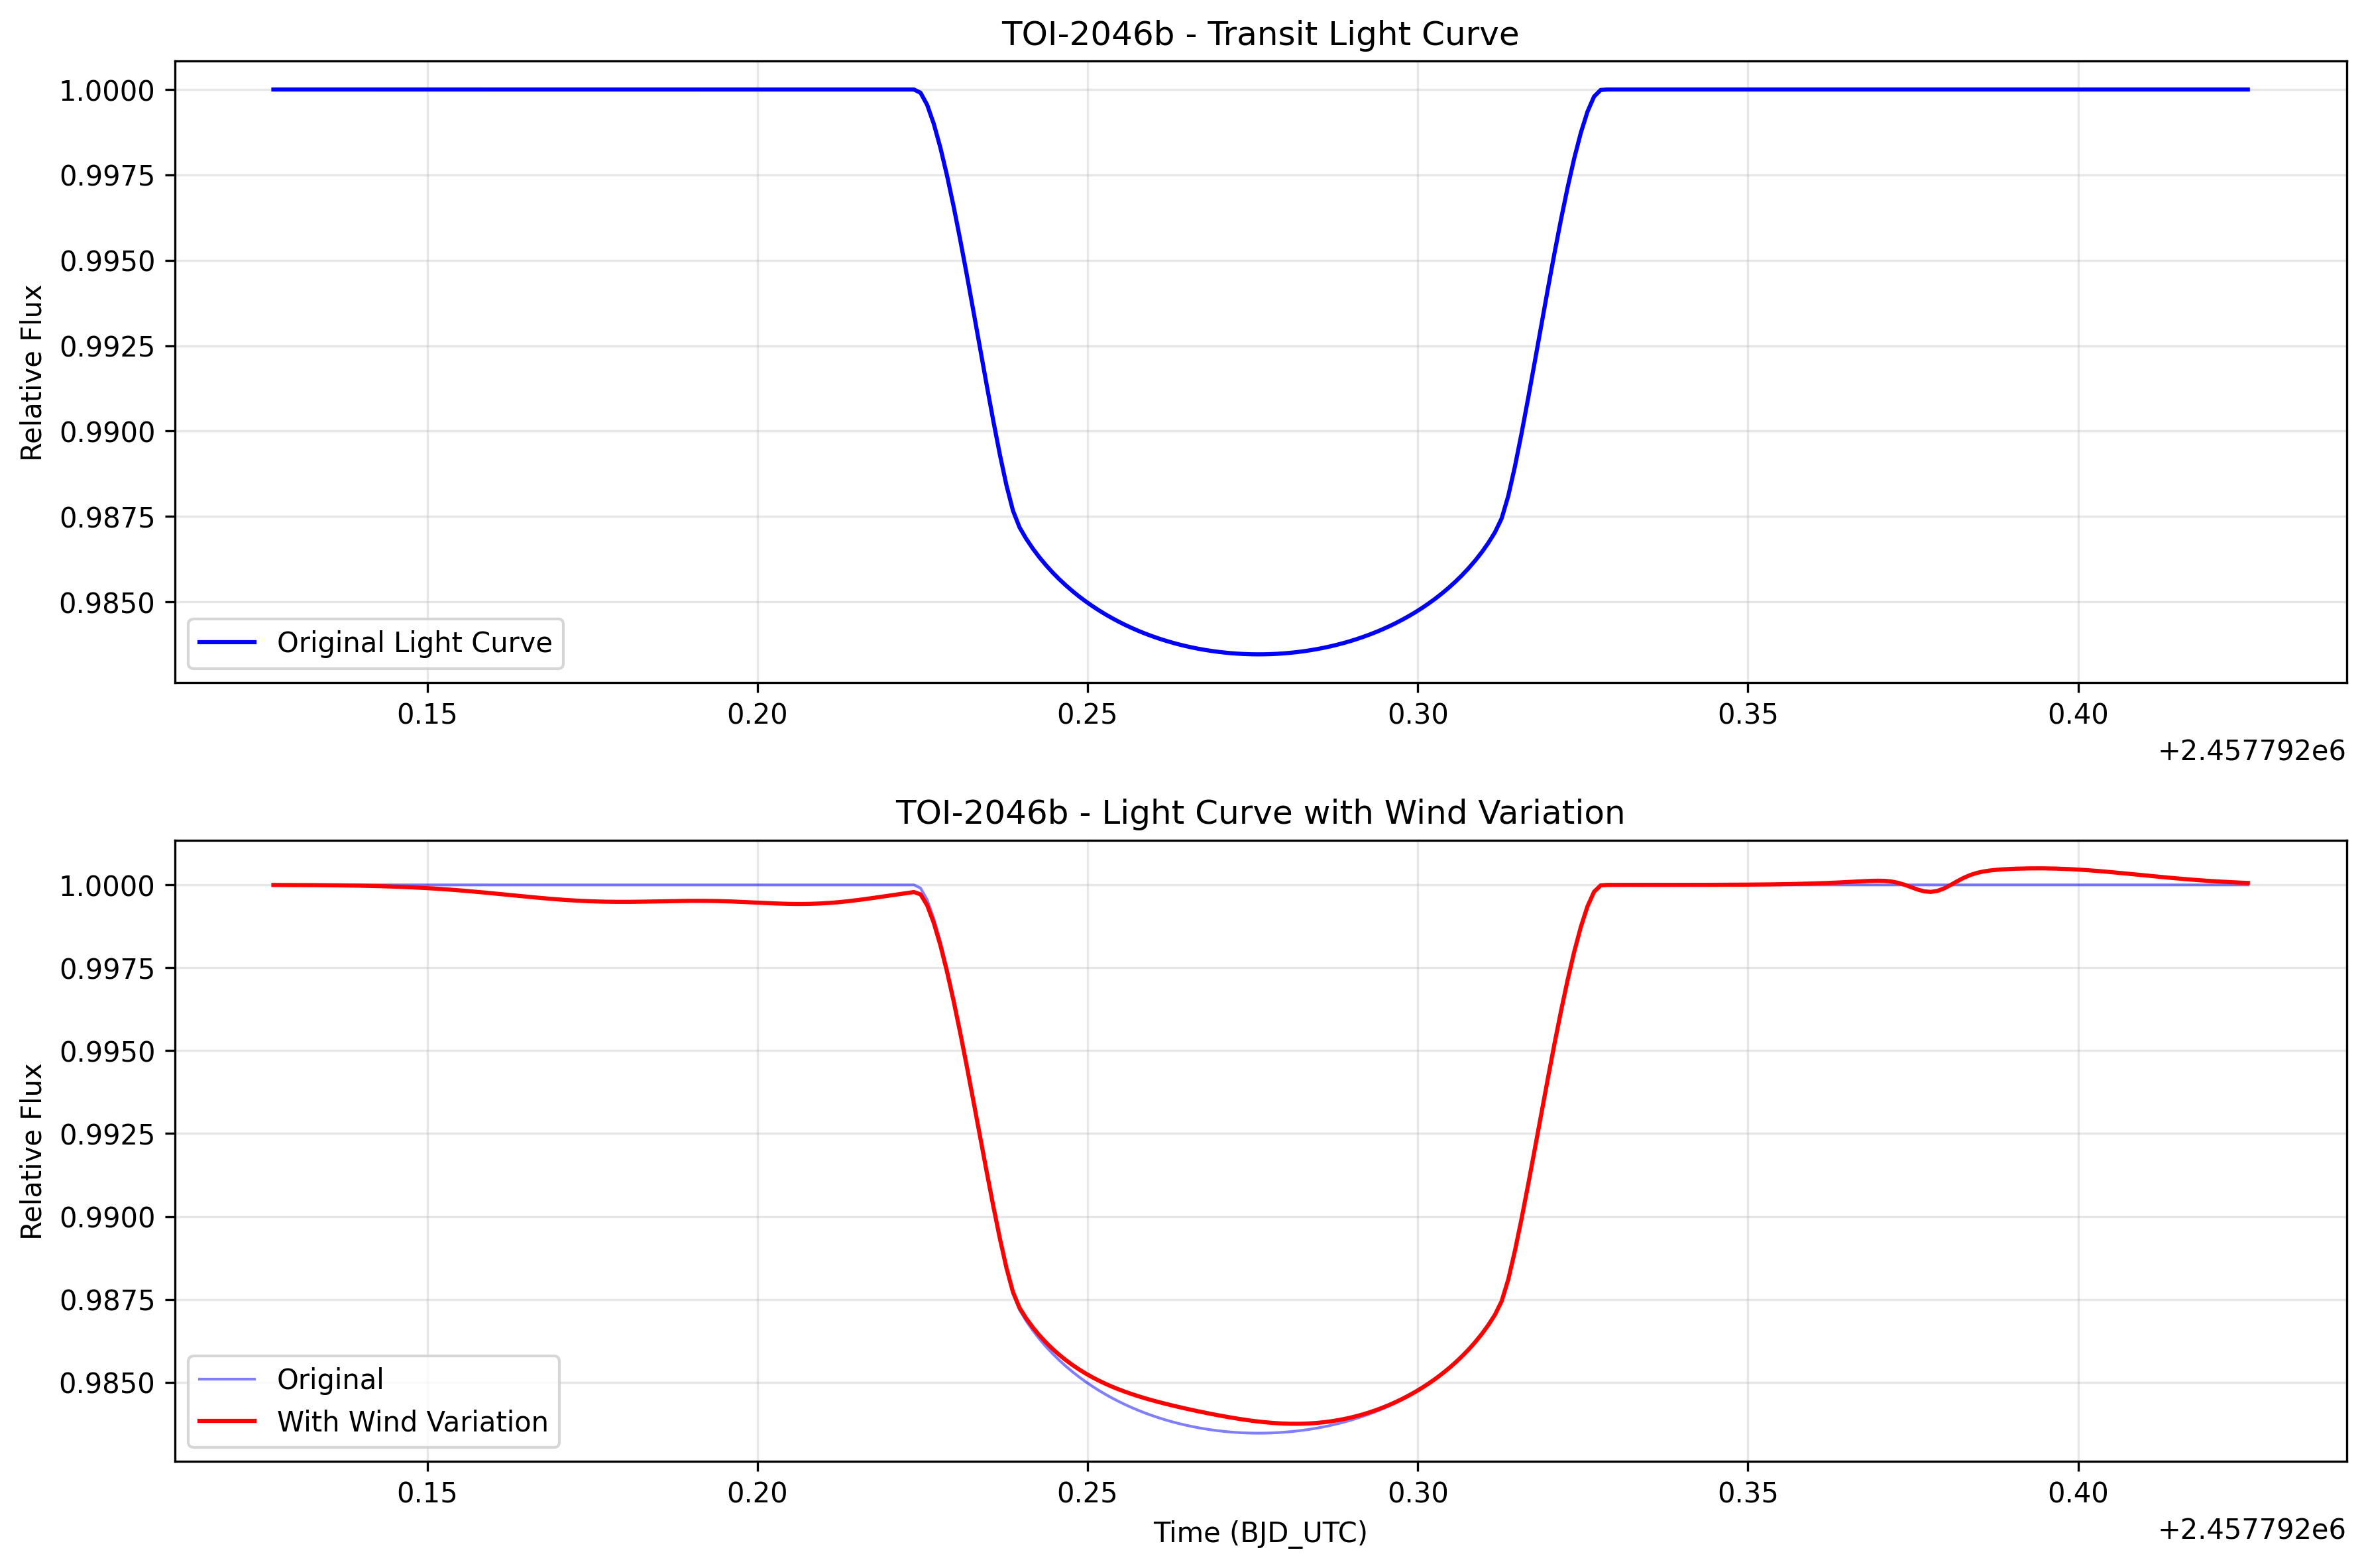 TOI-2046b - Transit Light Curve
Relative Flux
1.0000
0.9975
0.9950
0.9925
0.9900
0.9875
0.9850
Original Light Curve
0.15 0.20 0.25 0.30 0.35 0.40
+2.457792e6
TOI-2046b - Light Curve with Wind Variation
Relative Flux
1.0000
0.9975
0.9950
0.9925
0.9900
0.9875
0.9850
Original
With Wind Variation
0.15 0.20 0.25 0.30 0.35 0.40
Time (BJD_UTC)
+2.457792e6